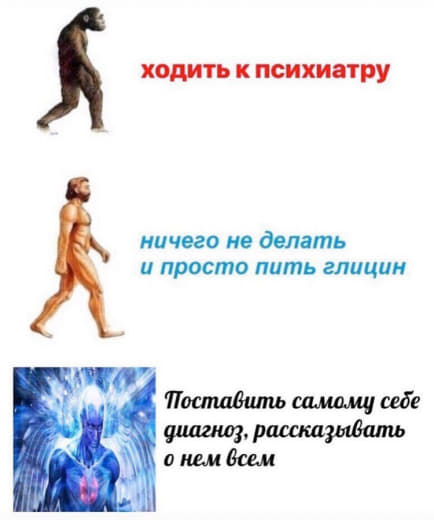 ходить к психиатру
ничего не делать
и просто пить глицин
Поставить самому себе
диагноз, рассказывать
о нем всем